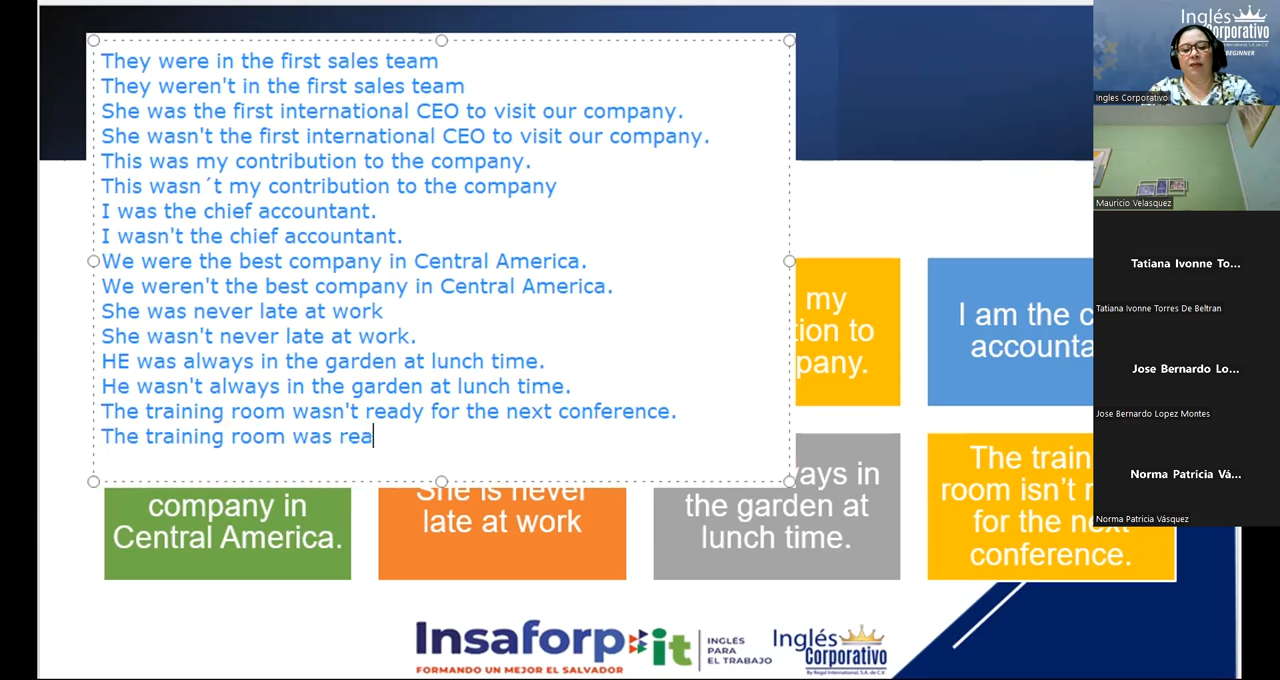 They were in the first sales team
They weren't in the first sales team
She was the first international CEO to visit our company.
She wasn't the first international CEO to visit our company.
This was my contribution to the company.
This wasn´t my contribution to the company
I was the chief accountant.
I wasn't the chief accountant.
We were the best company in Central America.
We weren't the best company in Central America.
She was never late at work
She wasn't never late at work.
HE was always in the garden at lunch time.
He wasn't always in the garden at lunch time.
The training room wasn't ready for the next conference.
The training room was rea
my
tion to
pany.
I am the c
accounta
company in
Central America.
She is never
late at work
ways in
the garden at
lunch time.
The train
room isn't r
for the next
conference.
Insaforp it
FORMANDO UN MEJOR EL SALVADOR
INGLÉS
PARA
EL TRABAJO
Inglés
Corporativo
By Regal International, S.A. de C.V.
Inglés
Corporativo
BEGINNER
Ingles Corporativo
Mauricio Velasquez
Tatiana Ivonne To...
Tatiana Ivonne Torres De Beltran
Jose Bernardo Lo...
Jose Bernardo Lopez Montes
Norma Patricia Vá...
Norma Patricia Vásquez